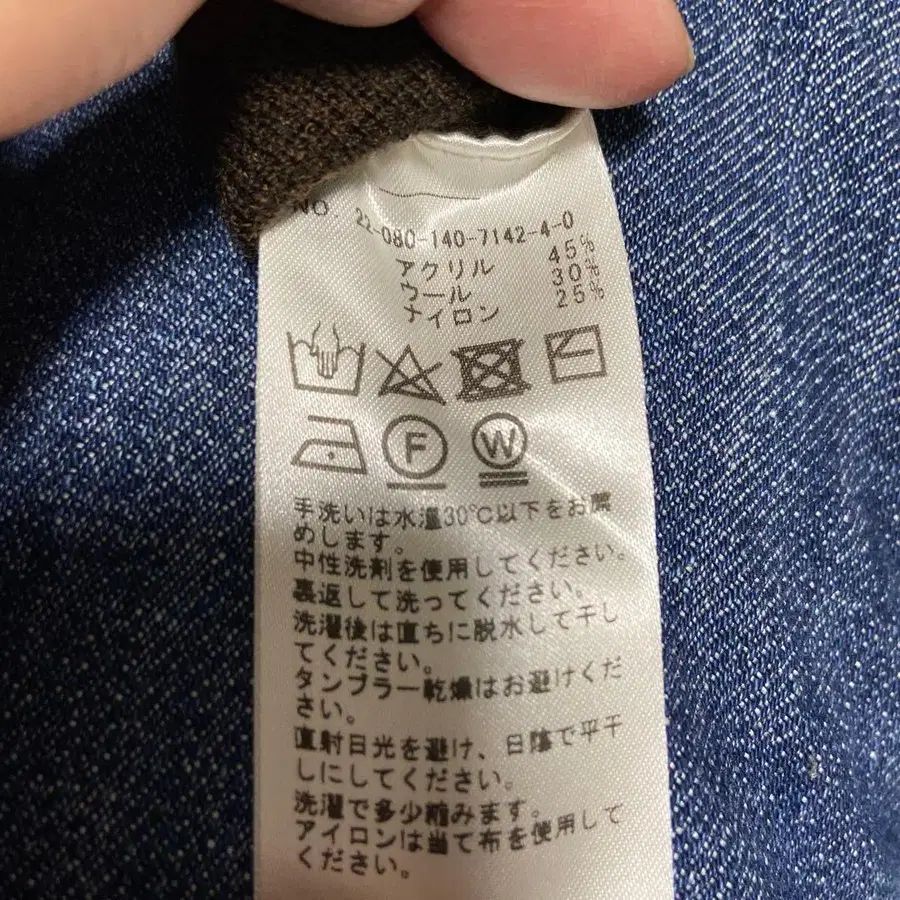 NO. 22-080-140-7142-4-0
アクリル 45%
ウール 30%
ナイロン 25%
F W
手洗いは水温30℃以下をお薦
めします。
中性洗剤を使用してください。
裏返して洗ってください。
洗濯後は直ちに脱水して干し
てください。
タンブラー乾燥はお避けくだ
さい。
直射日光を避け、日陰で平干
しにしてください。
洗濯で多少縮みます。
アイロンは当て布を使用して
ください。